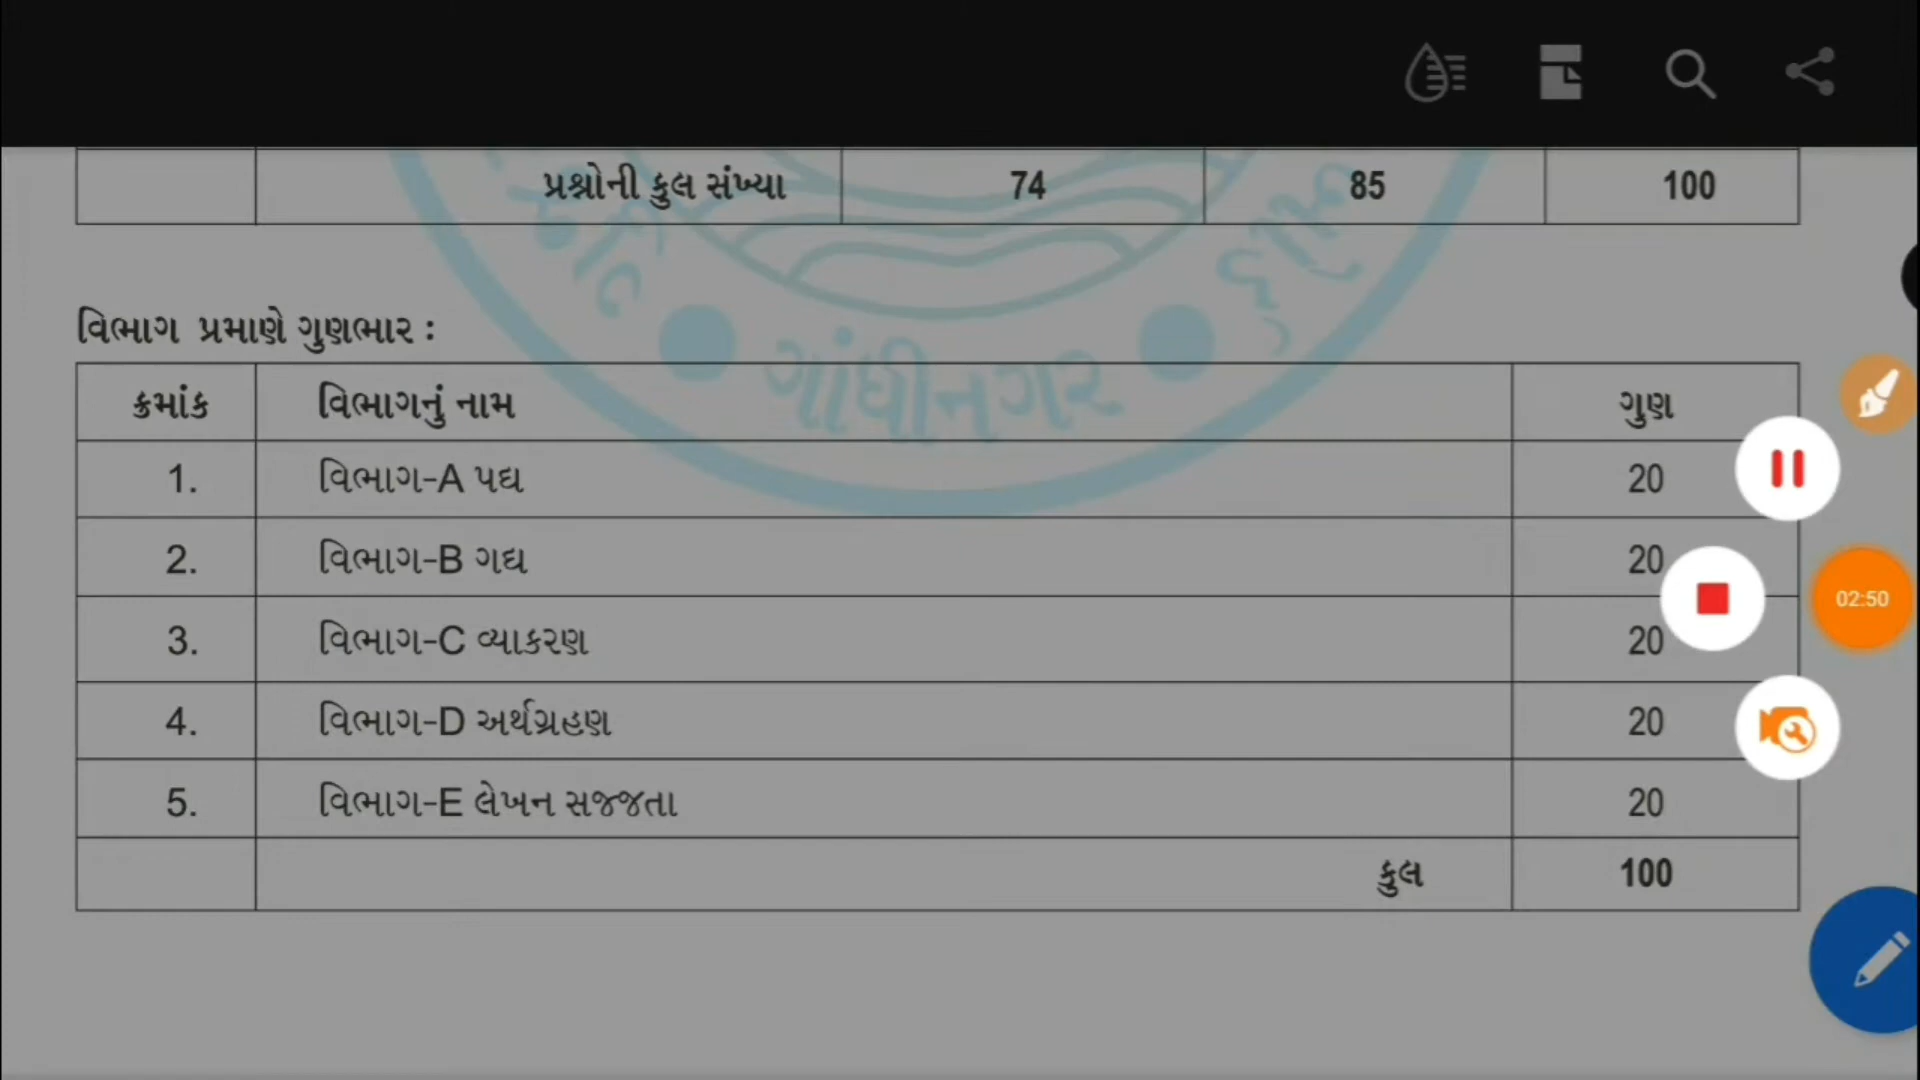 પ્રશ્નોની કુલ સંખ્યા 74 85 100
વિભાગ પ્રમાણે ગુણભાર :
ક્રમાંક વિભાગનું નામ ગુણ
1. વિભાગ-A પદ્ય 20
2. વિભાગ-B ગદ્ય 20
3. વિભાગ-C વ્યાકરણ 20
4. વિભાગ-D અર્થગ્રહણ 20
5. વિભાગ-E લેખન સજ્જતા 20
કુલ 100
ગાંધીનગર
02:50